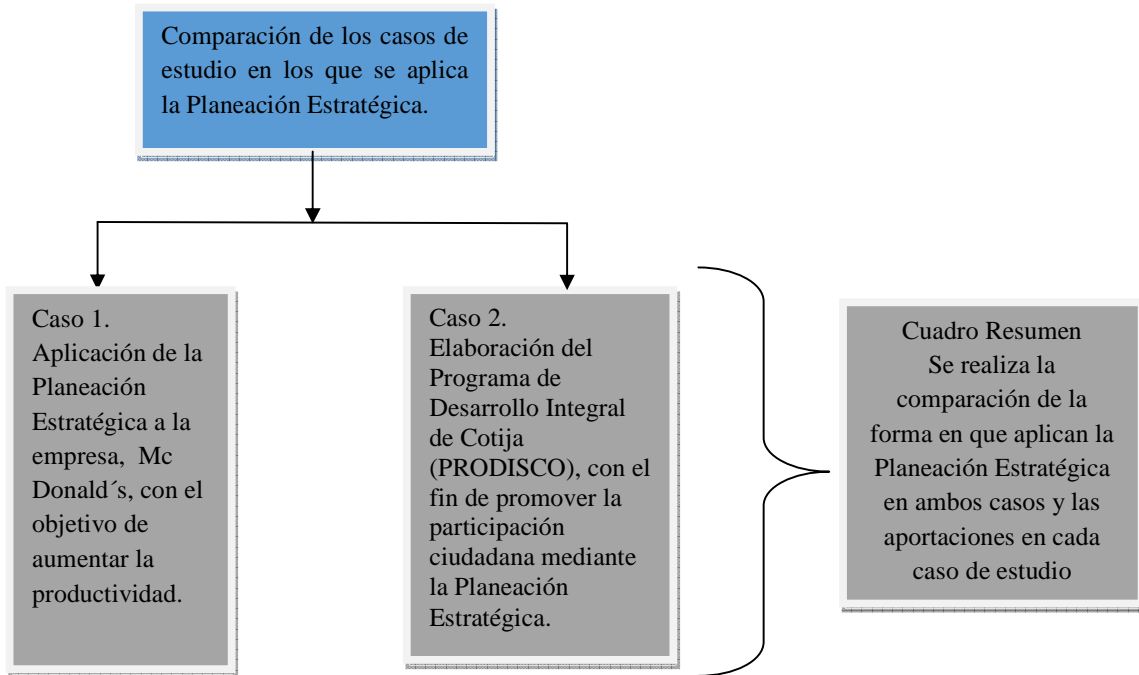 Comparación de los casos de
estudio en los que se aplica
la Planeación Estratégica.
Caso 1.
Aplicación de la
Planeación
Estratégica a la
empresa, Mc
Donald´s, con el
objetivo de
aumentar la
productividad.
Caso 2.
Elaboración del
Programa de
Desarrollo Integral
de Cotija
(PRODISCO), con el
fin de promover la
participación
ciudadana mediante
la Planeación
Estratégica.
Cuadro Resumen
Se realiza la
comparación de la
forma en que aplican la
Planeación Estratégica
en ambos casos y las
aportaciones en cada
caso de estudio